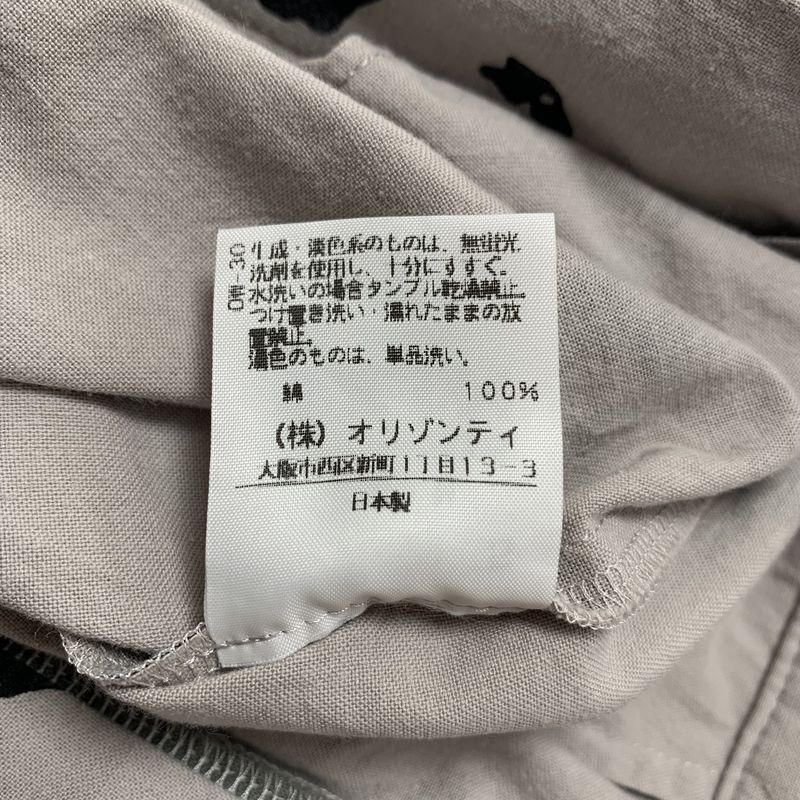 生成・淡色系のものは、無蛍光
洗剤を使用し、十分にすすぐ。
水洗いの場合タンブル乾燥禁止。
つけ置き洗い・濡れたままの放
置禁止。
濃色のものは、単品洗い。
綿 100%
(株) オリゾンティ
大阪市西区新町1丁目13-3
日本製